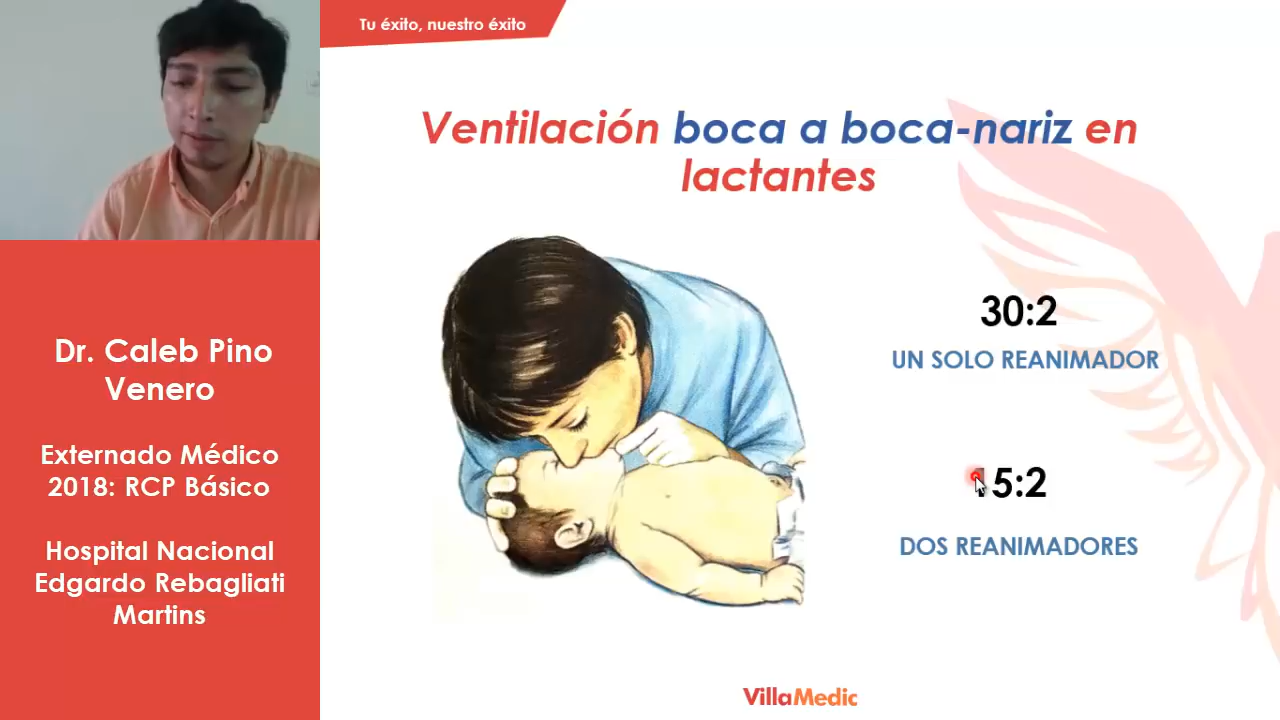 Tu éxito, nuestro éxito
Ventilación boca a boca-nariz en
lactantes
30:2
UN SOLO REANIMADOR
15:2
DOS REANIMADORES
Dr. Caleb Pino
Venero
Externado Médico
2018: RCP Básico
Hospital Nacional
Edgardo Rebagliati
Martins
VillaMedic